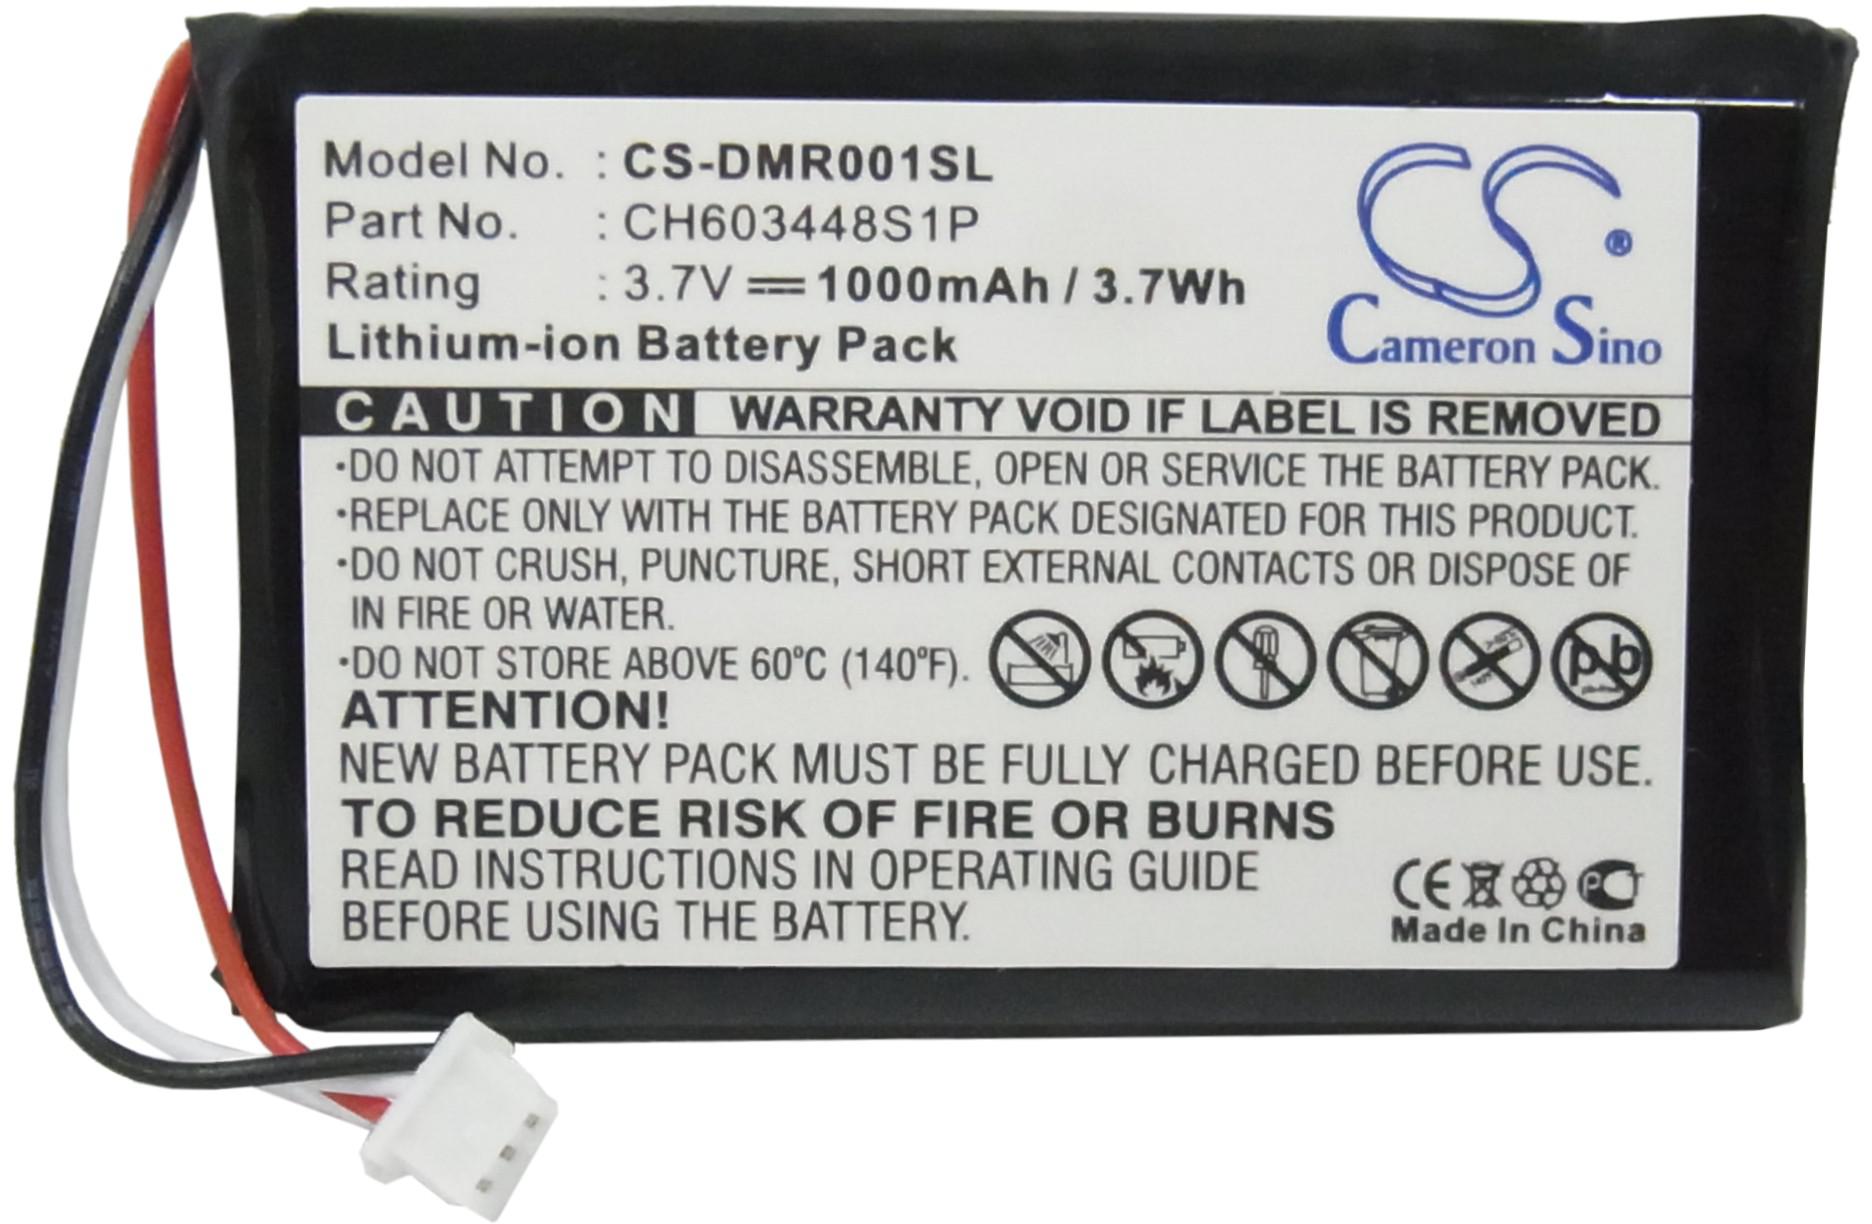 Model No. : CS-DMR001SL
Part No. : CH603448S1P
Rating : 3.7V 1000mAh / 3.7Wh
Lithium-ion Battery Pack
CS ®
Cameron Sino
CAUTION WARRANTY VOID IF LABEL IS REMOVED
·DO NOT ATTEMPT TO DISASSEMBLE, OPEN OR SERVICE THE BATTERY PACK.
·REPLACE ONLY WITH THE BATTERY PACK DESIGNATED FOR THIS PRODUCT.
·DO NOT CRUSH, PUNCTURE, SHORT EXTERNAL CONTACTS OR DISPOSE OF
IN FIRE OR WATER.
·DO NOT STORE ABOVE 60°C (140°F).
Pb
ATTENTION!
NEW BATTERY PACK MUST BE FULLY CHARGED BEFORE USE.
TO REDUCE RISK OF FIRE OR BURNS
READ INSTRUCTIONS IN OPERATING GUIDE
BEFORE USING THE BATTERY.
CE
Made In China